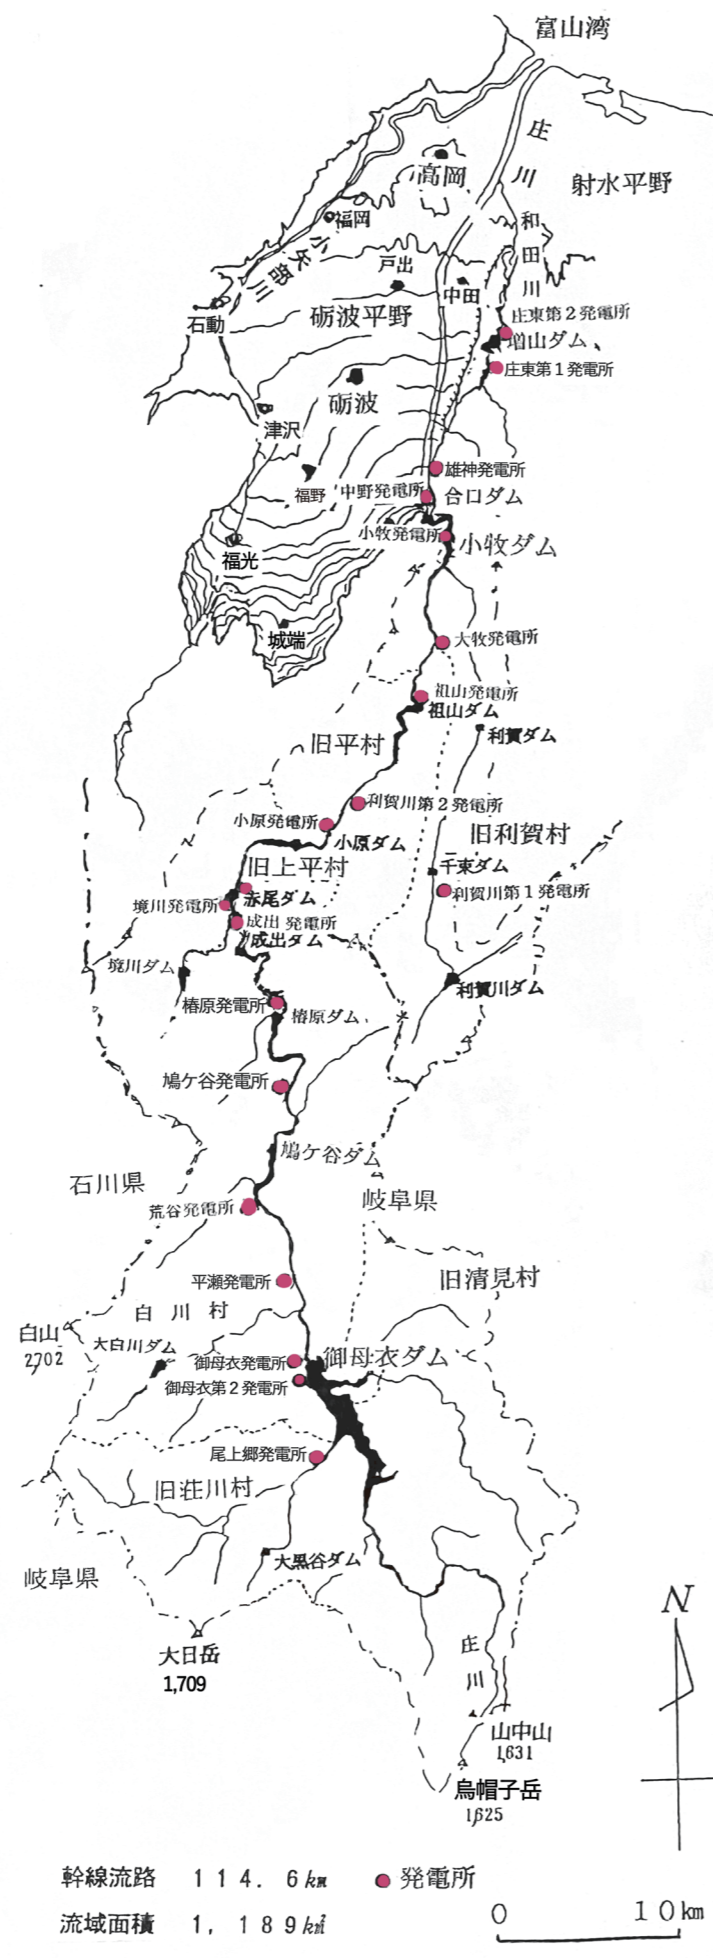 富山湾
庄川
高岡
射水平野
福岡
和田川
小矢部川
戸出
中田
石動
砺波平野
庄東第2発電所
増山ダム
庄東第1発電所
砺波
津沢
雄神発電所
福野
中野発電所
合口ダム
小牧発電所
小牧ダム
福光
城端
大牧発電所
祖山発電所
祖山ダム
旧平村
利賀ダム
利賀川第2発電所
小原発電所
小原ダム
旧利賀村
旧上平村
千束ダム
赤尾ダム
利賀川第1発電所
境川発電所
成出発電所
成出ダム
境川ダム
利賀川ダム
椿原発電所
椿原ダム
鳩ケ谷発電所
鳩ケ谷ダム
石川県
荒谷発電所
岐阜県
平瀬発電所
旧清見村
白川村
白山
2702
大白川ダム
御母衣発電所
御母衣ダム
御母衣第2発電所
尾上郷発電所
旧荘川村
大黒谷ダム
岐阜県
大日岳
1,709
庄川
N
山中山
1,631
烏帽子岳
1,625
幹線流路 114.6km
発電所
流域面積 1,189km²
0 10km